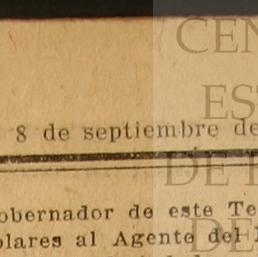 CEN
EST
8 de septiembre de
DE
obernador de este Te
olares al Agente del
DE